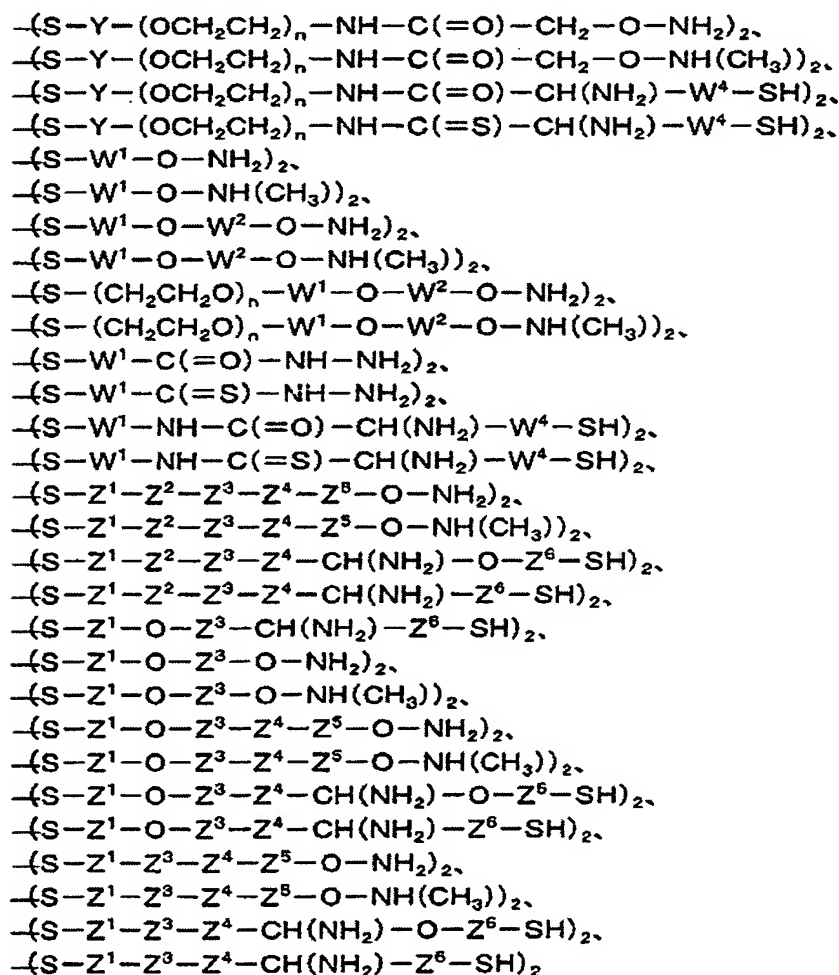 -(S-Y-(OCH₂CH₂)ₙ-NH-C(=O)-CH₂-O-NH₂)₂、
-(S-Y-(OCH₂CH₂)ₙ-NH-C(=O)-CH₂-O-NH(CH₃))₂、
-(S-Y-(OCH₂CH₂)ₙ-NH-C(=O)-CH(NH₂)-W⁴-SH)₂、
-(S-Y-(OCH₂CH₂)ₙ-NH-C(=S)-CH(NH₂)-W⁴-SH)₂、
-(S-W¹-O-NH₂)₂、
-(S-W¹-O-NH(CH₃))₂、
-(S-W¹-O-W²-O-NH₂)₂、
-(S-W¹-O-W²-O-NH(CH₃))₂、
-(S-(CH₂CH₂O)ₙ-W¹-O-W²-O-NH₂)₂、
-(S-(CH₂CH₂O)ₙ-W¹-O-W²-O-NH(CH₃))₂、
-(S-W¹-C(=O)-NH-NH₂)₂、
-(S-W¹-C(=S)-NH-NH₂)₂、
-(S-W¹-NH-C(=O)-CH(NH₂)-W⁴-SH)₂、
-(S-W¹-NH-C(=S)-CH(NH₂)-W⁴-SH)₂、
-(S-Z¹-Z²-Z³-Z⁴-Z⁵-O-NH₂)₂、
-(S-Z¹-Z²-Z³-Z⁴-Z⁵-O-NH(CH₃))₂、
-(S-Z¹-Z²-Z³-Z⁴-CH(NH₂)-O-Z⁶-SH)₂、
-(S-Z¹-Z²-Z³-Z⁴-CH(NH₂)-Z⁶-SH)₂、
-(S-Z¹-O-Z³-CH(NH₂)-Z⁶-SH)₂、
-(S-Z¹-O-Z³-O-NH₂)₂、
-(S-Z¹-O-Z³-O-NH(CH₃))₂、
-(S-Z¹-O-Z³-Z⁴-Z⁵-O-NH₂)₂、
-(S-Z¹-O-Z³-Z⁴-Z⁵-O-NH(CH₃))₂、
-(S-Z¹-O-Z³-Z⁴-CH(NH₂)-O-Z⁶-SH)₂、
-(S-Z¹-O-Z³-Z⁴-CH(NH₂)-Z⁶-SH)₂、
-(S-Z¹-Z³-Z⁴-Z⁵-O-NH₂)₂、
-(S-Z¹-Z³-Z⁴-Z⁵-O-NH(CH₃))₂、
-(S-Z¹-Z³-Z⁴-CH(NH₂)-O-Z⁶-SH)₂、
-(S-Z¹-Z³-Z⁴-CH(NH₂)-Z⁶-SH)₂